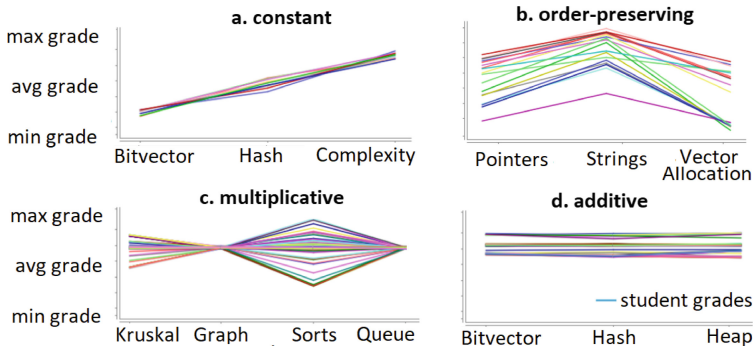 a. constant
max grade
avg grade
min grade
Bitvector Hash Complexity
b. order-preserving
Pointers Strings Vector
Allocation
c. multiplicative
max grade
avg grade
min grade
Kruskal Graph Sorts Queue
d. additive
student grades
Bitvector Hash Heap